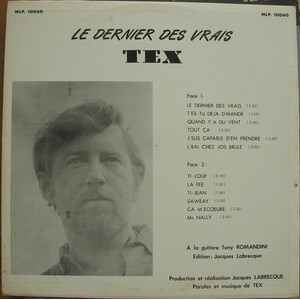 MLP. 10060
MLP. 10060
LE DERNIER DES VRAIS
TEX
Face 1-
LE DERNIER DES VRAIS
T'ES-TU DEJA D'MANDE
QUAND Y'A DU VENT
TOUT CA
J'SUIS CAPABLE D'EN PRENDRE
L'BAL CHEZ JOS BRULE
Face 2-
TI-LOUP
LA FEE
TI-JEAN
SAWEAY
CA M'ECOEURE
Mc NALLY
A la guitare Tony ROMANDINI
Edition: Jacques Labrecque
Production et réalisation Jacques LABRECQUE
Paroles et musique de TEX